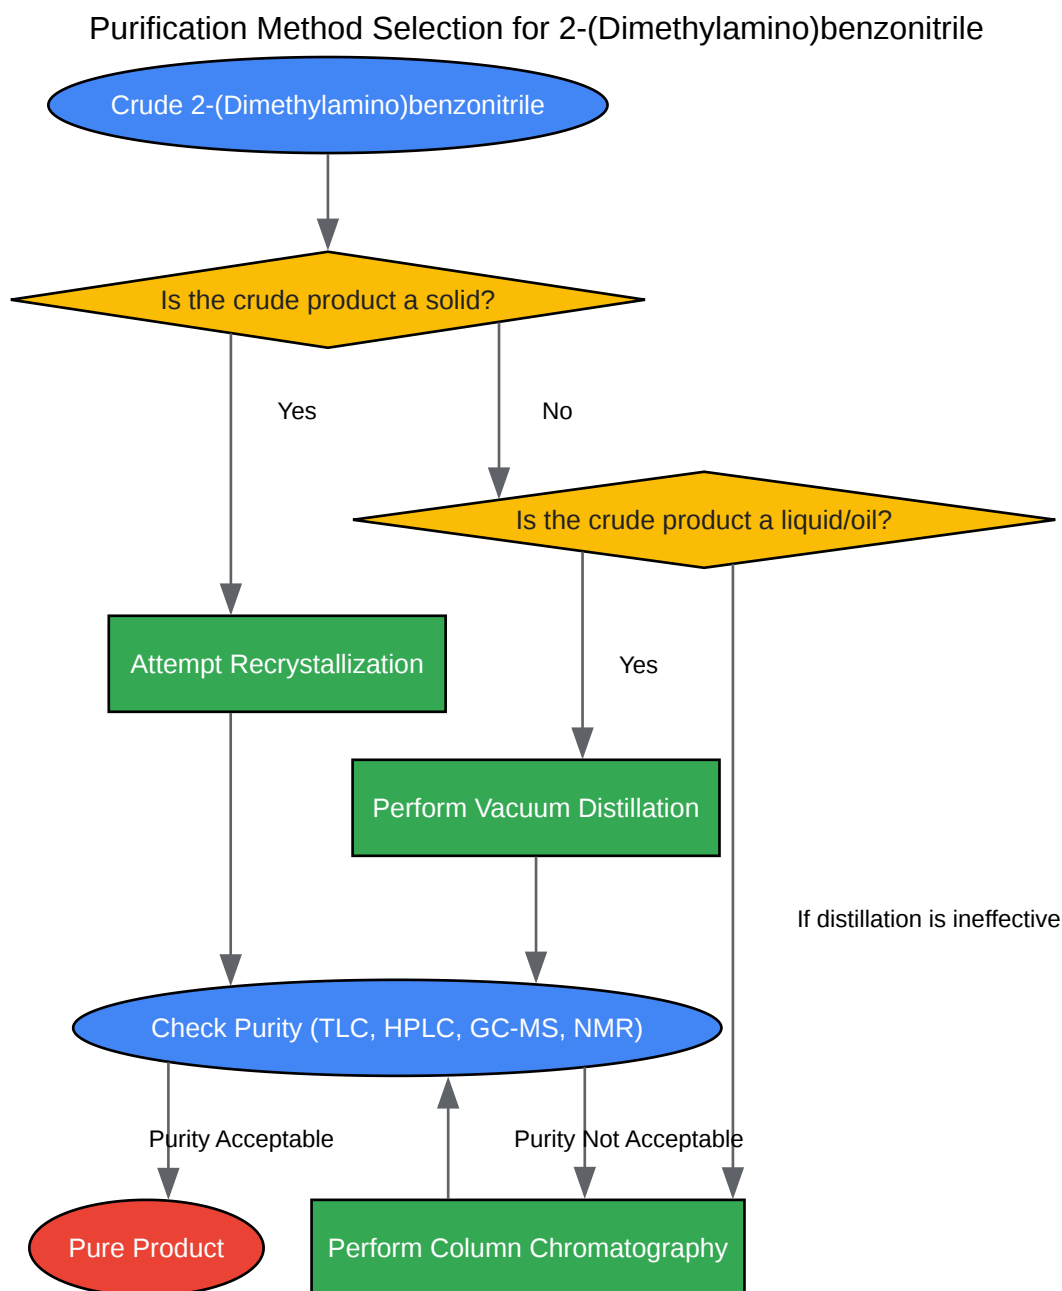 Purification Method Selection for 2-(Dimethylamino)benzonitrile
Crude 2-(Dimethylamino)benzonitrile
Is the crude product a solid?
Yes
No
Is the crude product a liquid/oil?
Attempt Recrystallization
Yes
Perform Vacuum Distillation
If distillation is ineffective
Check Purity (TLC, HPLC, GC-MS, NMR)
Purity Acceptable
Purity Not Acceptable
Pure Product
Perform Column Chromatography